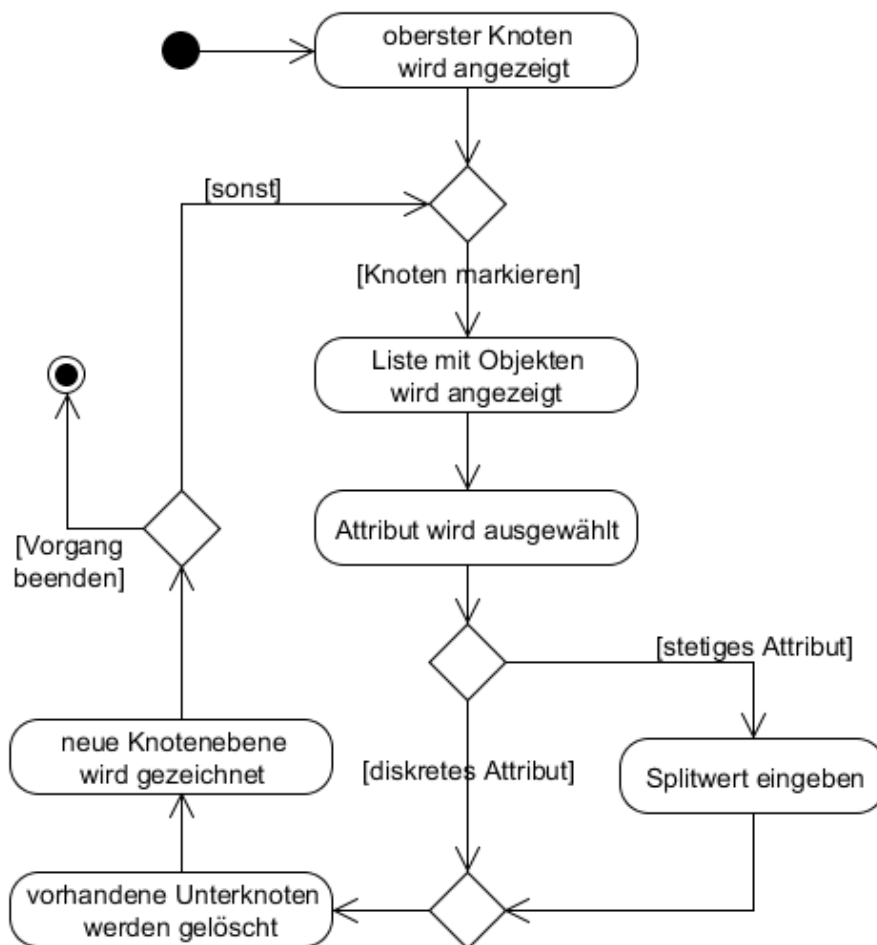 oberster Knoten
wird angezeigt
[sonst]
[Knoten markieren]
Liste mit Objekten
wird angezeigt
Attribut wird ausgewählt
[Vorgang
beenden]
[stetiges Attribut]
neue Knotenebene
wird gezeichnet
[diskretes Attribut]
Splitwert eingeben
vorhandene Unterknoten
werden gelöscht